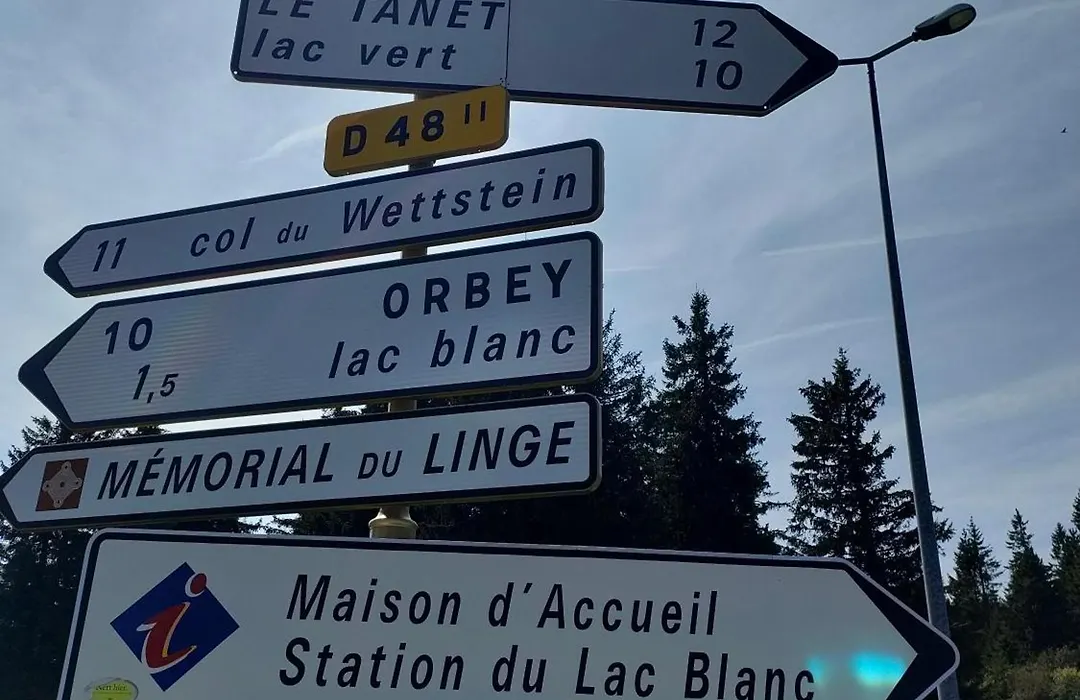 LE TANET 12
lac vert 10
D 48 II
11 col du Wettstein
10 ORBEY
1,5 lac blanc
MÉMORIAL DU LINGE
i Maison d'Accueil
Station du Lac Blanc